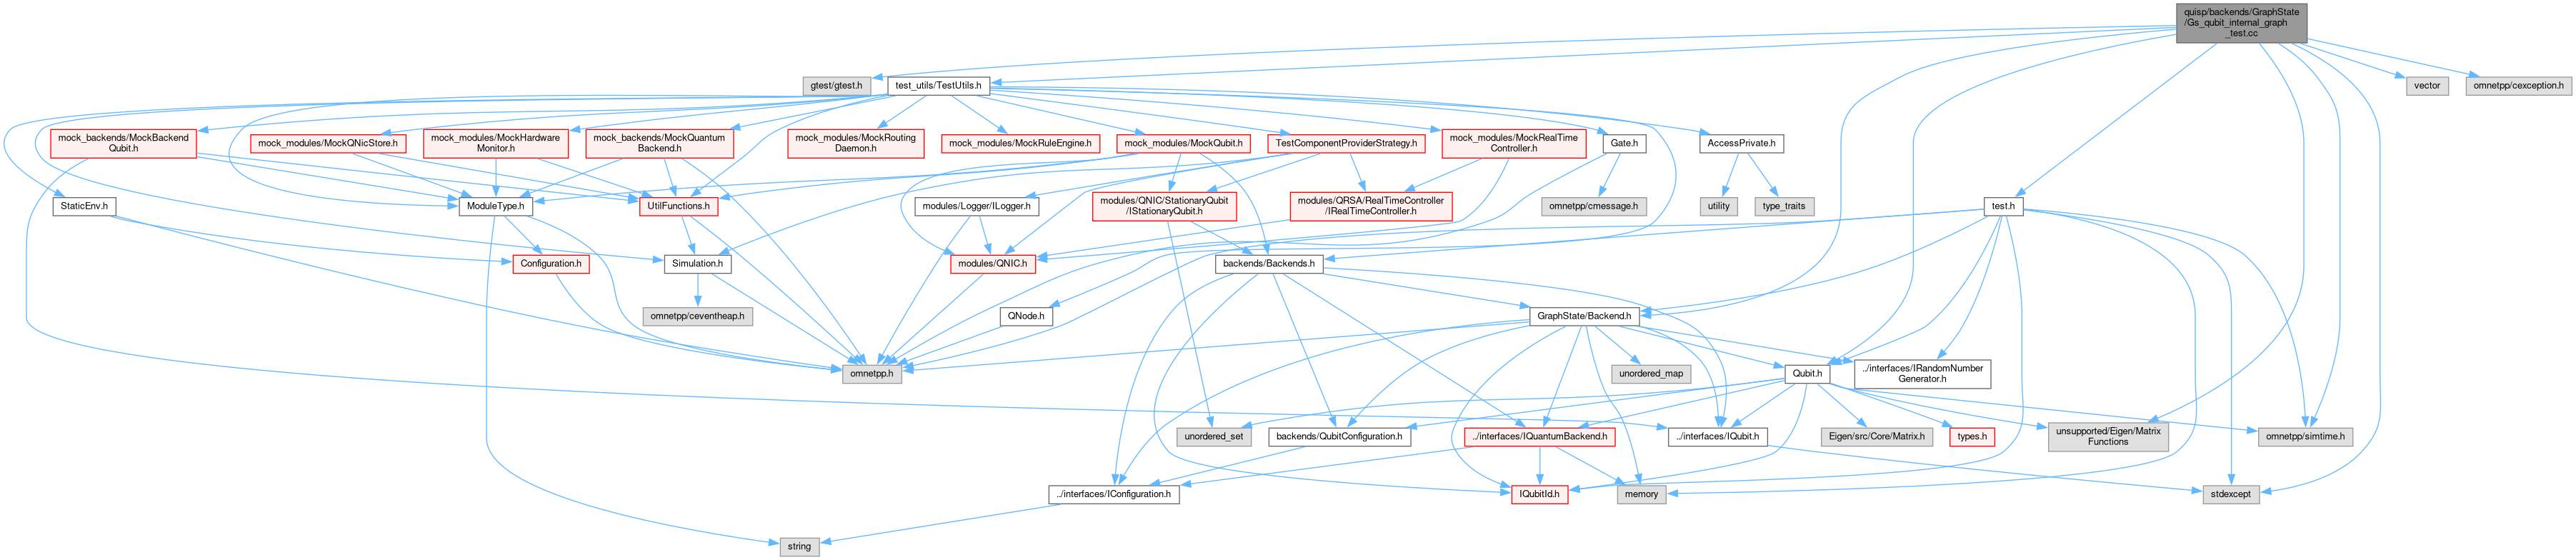 quisp/backends/GraphState
/Gs_qubit_internal_graph
_test.cc
gtest/gtest.h
test_utils/TestUtils.h
vector
omnetpp/cexception.h
mock_backends/MockBackend
Qubit.h
mock_modules/MockQNicStore.h
mock_modules/MockHardware
Monitor.h
mock_backends/MockQuantum
Backend.h
mock_modules/MockRouting
Daemon.h
mock_modules/MockRuleEngine.h
mock_modules/MockQubit.h
TestComponentProviderStrategy.h
mock_modules/MockRealTime
Controller.h
Gate.h
AccessPrivate.h
StaticEnv.h
ModuleType.h
UtilFunctions.h
modules/Logger/ILogger.h
modules/QNIC/StationaryQubit
/IStationaryQubit.h
modules/QRSA/RealTimeController
/IRealTimeController.h
omnetpp/cmessage.h
utility
type_traits
test.h
Configuration.h
Simulation.h
modules/QNIC.h
backends/Backends.h
omnetpp/ceventheap.h
QNode.h
GraphState/Backend.h
omnetpp.h
unordered_map
Qubit.h
../interfaces/IRandomNumber
Generator.h
unordered_set
backends/QubitConfiguration.h
../interfaces/IQuantumBackend.h
../interfaces/IQubit.h
Eigen/src/Core/Matrix.h
types.h
unsupported/Eigen/Matrix
Functions
omnetpp/simtime.h
../interfaces/IConfiguration.h
IQubitId.h
memory
stdexcept
string